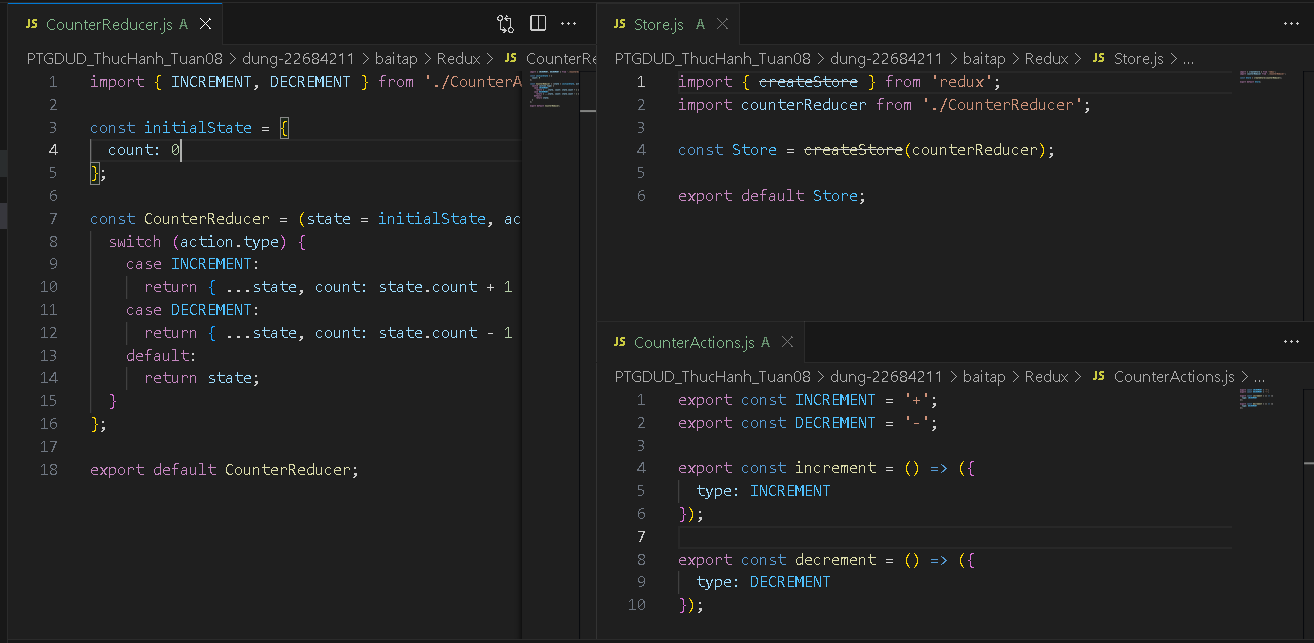 JS CounterReducer.js A
PTGDUD_ThucHanh_Tuan08 > dung-22684211 > baitap > Redux > JS CounterRe
1 import { INCREMENT, DECREMENT } from './CounterA
2
3 const initialState = {
4 count: 0
5 };
6
7 const CounterReducer = (state = initialState, ac
8 switch (action.type) {
9 case INCREMENT:
10 return { ...state, count: state.count + 1
11 case DECREMENT:
12 return { ...state, count: state.count - 1
13 default:
14 return state;
15 }
16 };
17
18 export default CounterReducer;
JS Store.js A
PTGDUD_ThucHanh_Tuan08 > dung-22684211 > baitap > Redux > JS Store.js > ...
1 import { createStore } from 'redux';
2 import counterReducer from './CounterReducer';
3
4 const Store = createStore(counterReducer);
5
6 export default Store;
JS CounterActions.js A
PTGDUD_ThucHanh_Tuan08 > dung-22684211 > baitap > Redux > JS CounterActions.js > ...
1 export const INCREMENT = '+';
2 export const DECREMENT = '-';
3
4 export const increment = () => ({
5 type: INCREMENT
6 });
7
8 export const decrement = () => ({
9 type: DECREMENT
10 });